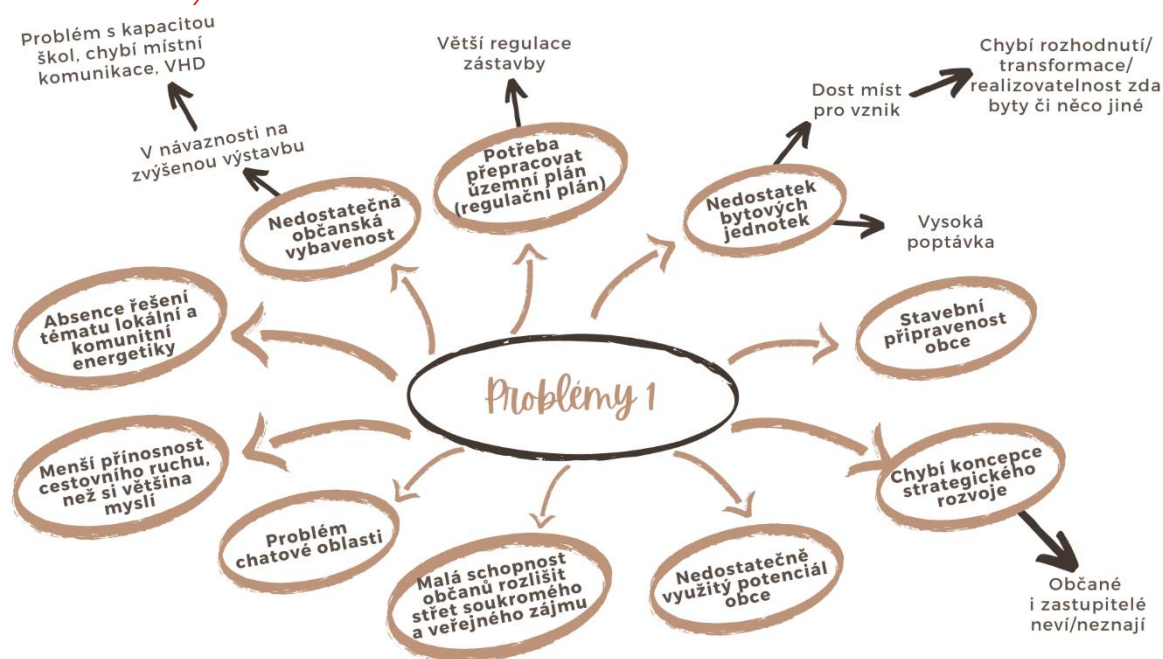 Problém s kapacitou
škol, chybí místní
komunikace, VHD
V návaznosti na
zvýšenou výstavbu
Nedostatečná
občanská
vybavenost
Větší regulace
zástavby
Potřeba
přepracovat
územní plán
(regulační plán)
Chybí rozhodnutí/
transformace/
realizovatelnost zda
byty či něco jiné
Dost míst
pro vznik
Nedostatek
bytových
jednotek
Vysoká
poptávka
Absence řešení
tématu lokální a
komunitní
energetiky
Stavební
připravenost
obce
Problémy 1
Menší přínosnost
cestovního ruchu,
než si většina
myslí
Chybí koncepce
strategického
rozvoje
Problém
chatové oblasti
Malá schopnost
občanů rozlišit
střet soukromého
a veřejného zájmu
Nedostatečně
využitý potenciál
obce
Občané
i zastupitelé
neví/neznají